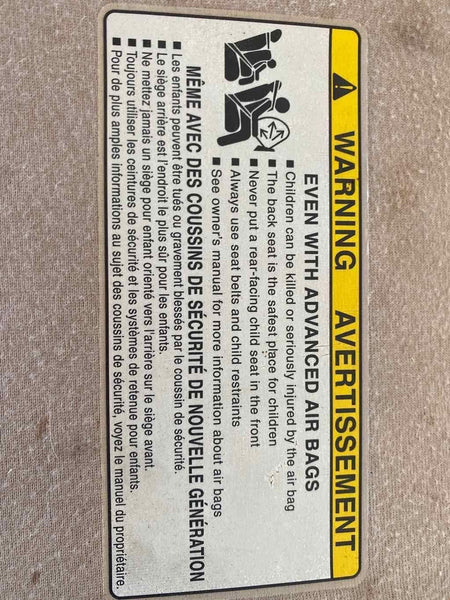 WARNING AVERTISSEMENT
EVEN WITH ADVANCED AIR BAGS
■ Children can be killed or seriously injured by the air bag
■ The back seat is the safest place for children
■ Never put a rear-facing child seat in the front
■ Always use seat belts and child restraints
■ See owner's manual for more information about air bags
MÊME AVEC DES COUSSINS DE SÉCURITÉ DE NOUVELLE GÉNÉRATION
■ Les enfants peuvent être tués ou gravement blessés par le coussin de sécurité.
■ Le siège arrière est l'endroit le plus sûr pour les enfants.
■ Ne mettez jamais un siège pour enfant orienté vers l'arrière sur le siège avant.
■ Toujours utiliser les ceintures de sécurité et les systèmes de retenue pour enfants.
■ Pour de plus amples informations au sujet des coussins de sécurité, voyez le manuel du propriétaire.